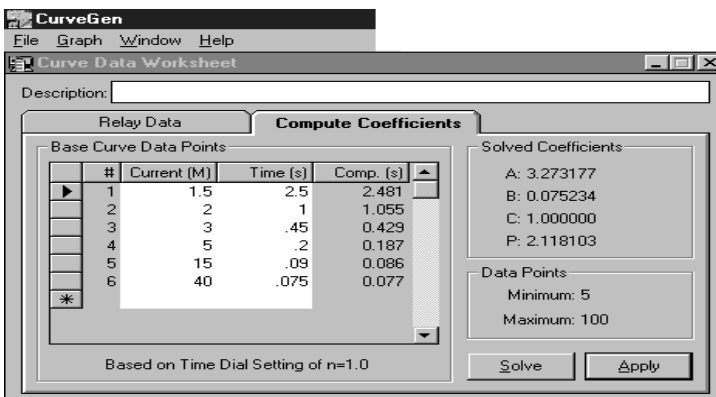 CurveGen
File Graph Window Help
Curve Data Worksheet
Description:
Relay Data Compute Coefficients
Base Curve Data Points
# Current (M) Time (s) Comp. (s)
1 1.5 2.5 2.481
2 2 1 1.055
3 3 .45 0.429
4 5 .2 0.187
5 15 .09 0.086
6 40 .075 0.077
*
Based on Time Dial Setting of n=1.0
Solved Coefficients
A: 3.273177
B: 0.075234
C: 1.000000
P: 2.118103
Data Points
Minimum: 5
Maximum: 100
Solve Apply